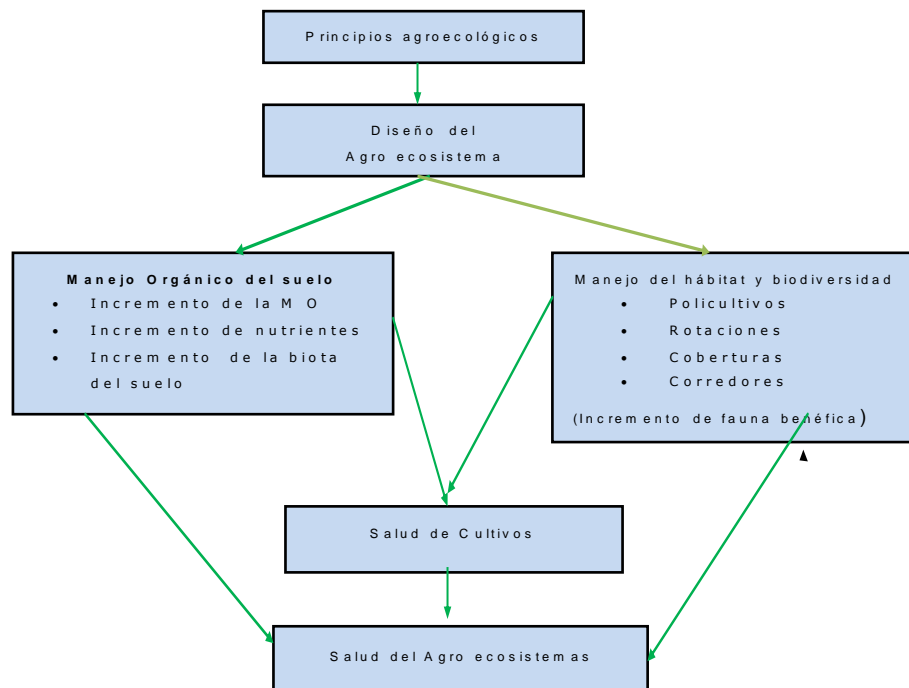 Principios agroecológicos
Diseño del
Agro ecosistema
Manejo Orgánico del suelo
• Incremento de la M O
• Incremento de nutrientes
• Incremento de la biota
del suelo
Manejo del hábitat y biodiversidad
• Policultivos
• Rotaciones
• Coberturas
• Corredores
(Incremento de fauna benéfica)
Salud de Cultivos
Salud del Agro ecosistemas